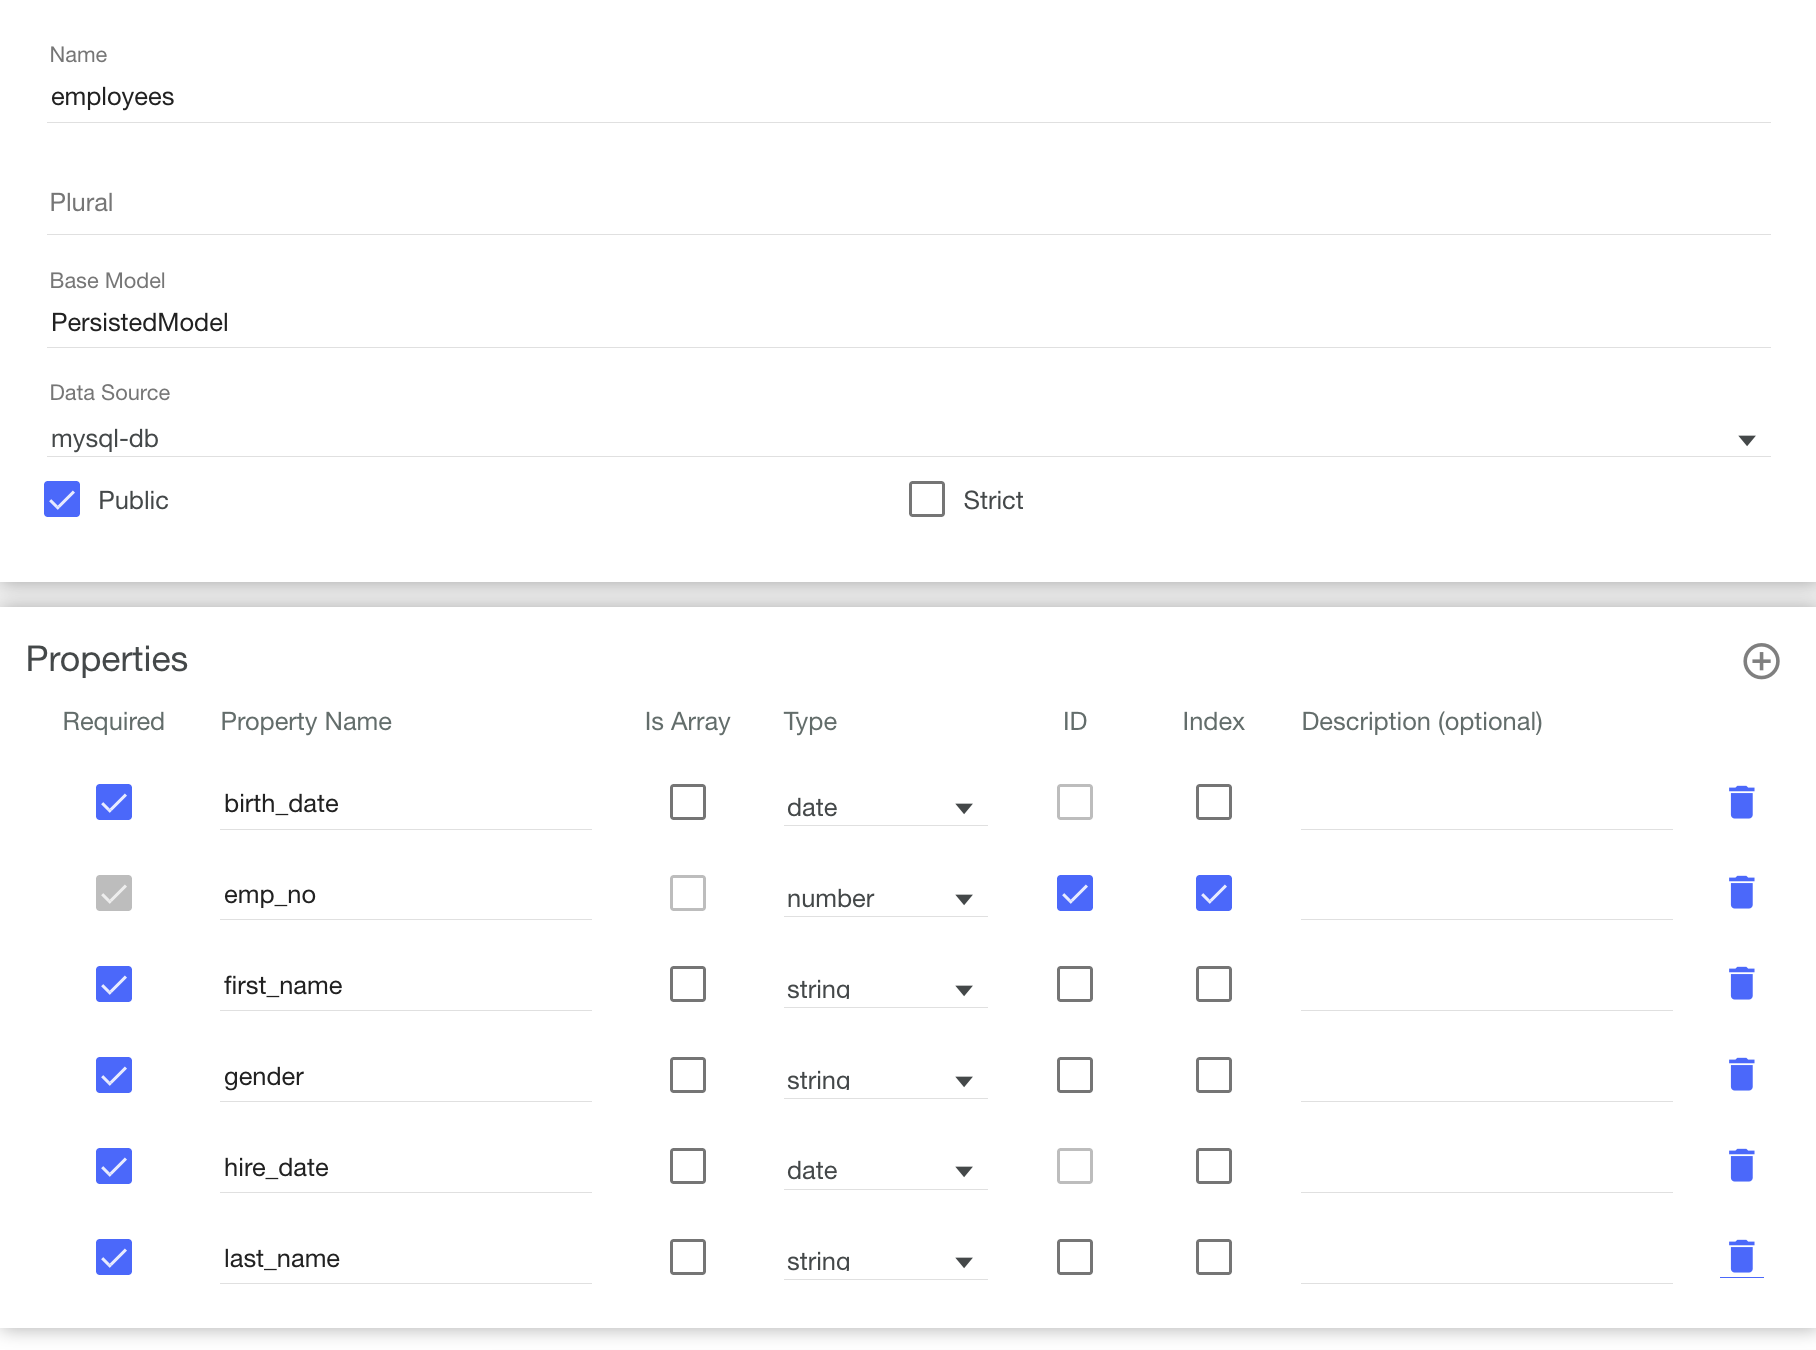 Name
employees
Plural
Base Model
PersistedModel
Data Source
mysql-db
Public Strict
Properties
Required Property Name Is Array Type ID Index Description (optional)
birth_date date
emp_no number
first_name string
gender string
hire_date date
last_name string